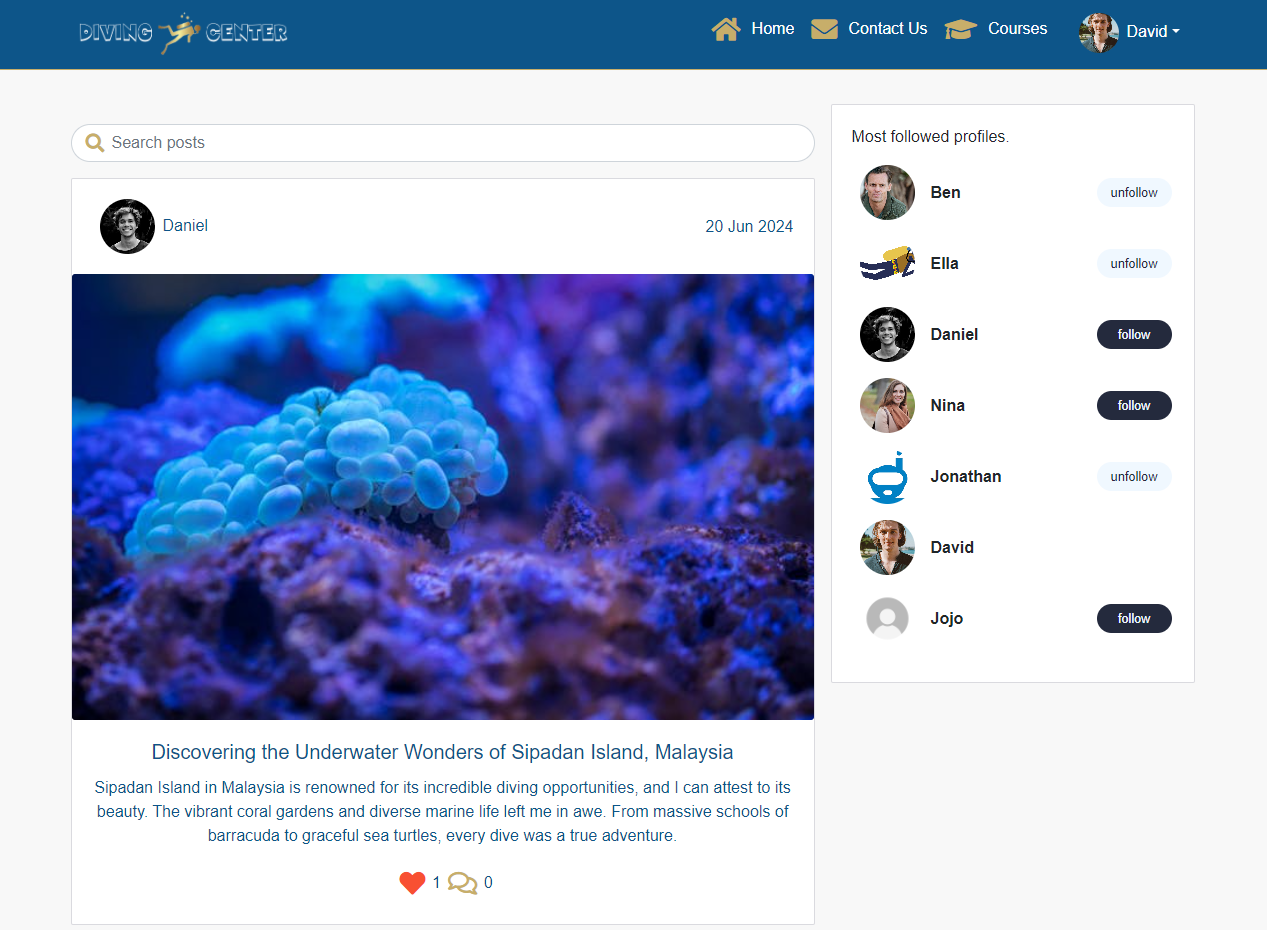 DIVING CENTER
Home
Contact Us
Courses
David
Search posts
Daniel
20 Jun 2024
Discovering the Underwater Wonders of Sipadan Island, Malaysia
Sipadan Island in Malaysia is renowned for its incredible diving opportunities, and I can attest to its
beauty. The vibrant coral gardens and diverse marine life left me in awe. From massive schools of
barracuda to graceful sea turtles, every dive was a true adventure.
1
0
Most followed profiles.
Ben
unfollow
Ella
unfollow
Daniel
follow
Nina
follow
Jonathan
unfollow
David
Jojo
follow